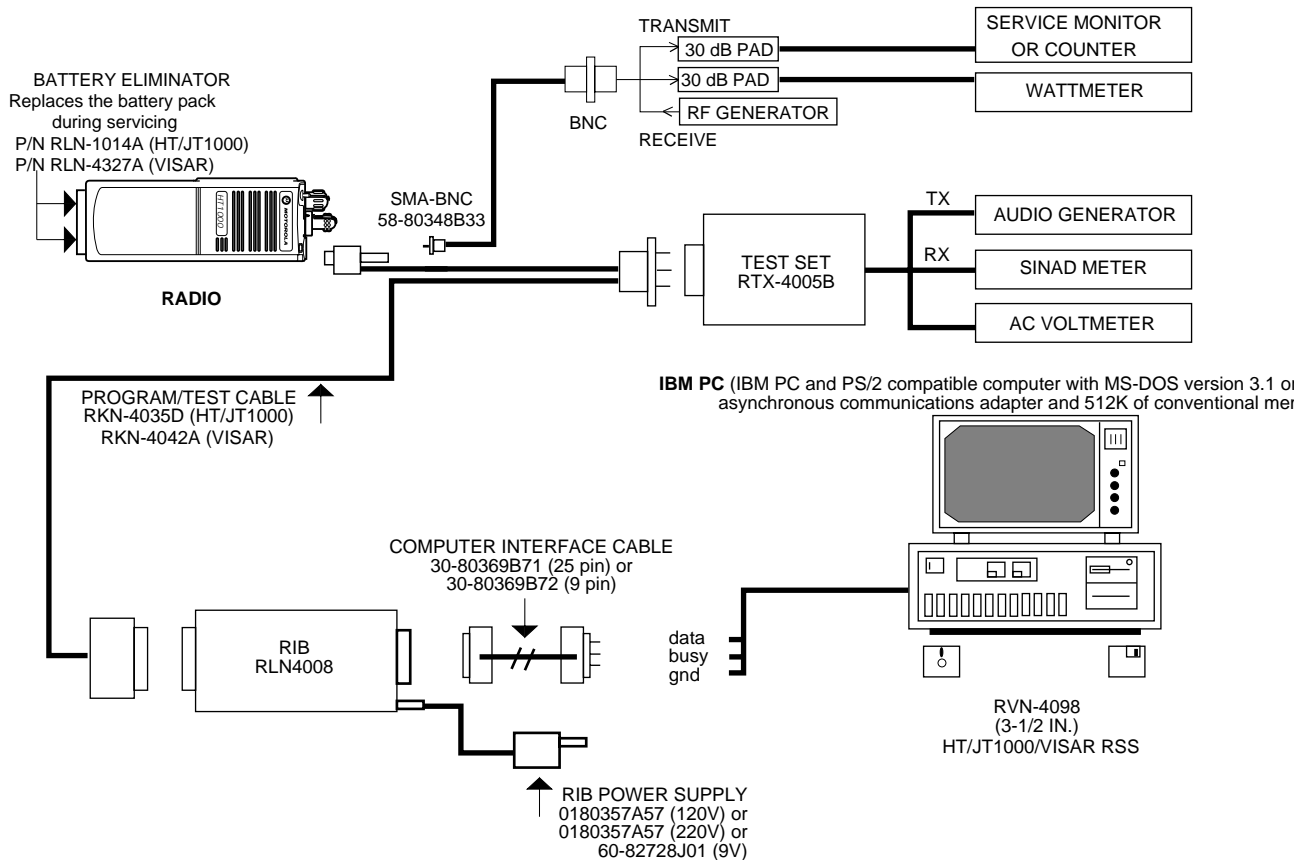 TRANSMIT
30 dB PAD
SERVICE MONITOR
OR COUNTER
30 dB PAD
WATTMETER
BNC
RF GENERATOR
RECEIVE
BATTERY ELIMINATOR
Replaces the battery pack
during servicing
P/N RLN-1014A (HT/JT1000)
P/N RLN-4327A (VISAR)
HT1000
MOTOROLA
RADIO
SMA-BNC
58-80348B33
TEST SET
RTX-4005B
TX
AUDIO GENERATOR
RX
SINAD METER
AC VOLTMETER
PROGRAM/TEST CABLE
RKN-4035D (HT/JT1000)
RKN-4042A (VISAR)
IBM PC (IBM PC and PS/2 compatible computer with MS-DOS version 3.1 or
asynchronous communications adapter and 512K of conventional
COMPUTER INTERFACE CABLE
30-80369B71 (25 pin) or
30-80369B72 (9 pin)
RIB
RLN4008
data
busy
gnd
RVN-4098
(3-1/2 IN.)
HT/JT1000/VISAR RSS
RIB POWER SUPPLY
0180357A57 (120V) or
0180357A57 (220V) or
60-82728J01 (9V)